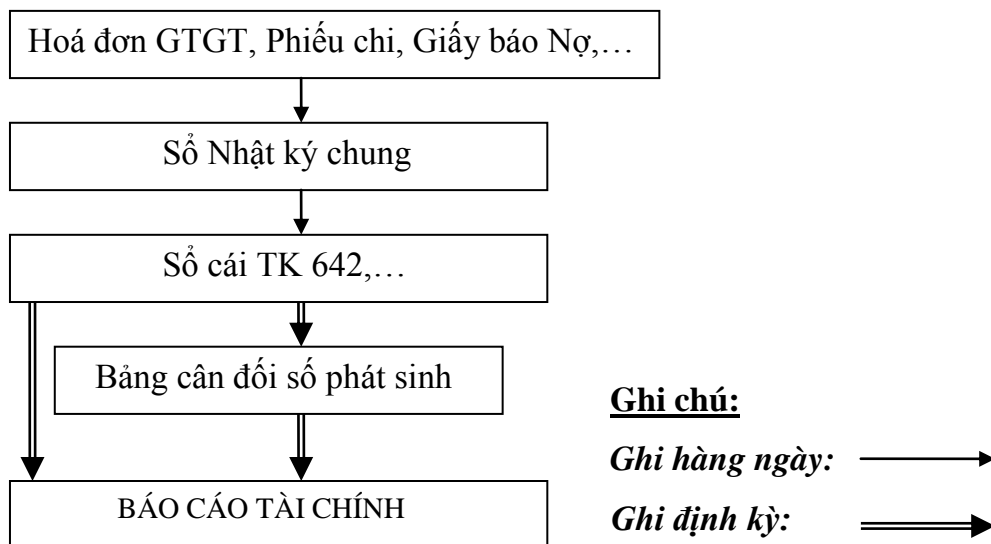 Hoá đơn GTGT, Phiếu chi, Giấy báo Nợ,…
Sổ Nhật ký chung
Sổ cái TK 642,…
Bảng cân đối số phát sinh
BÁO CÁO TÀI CHÍNH
Ghi chú:
Ghi hàng ngày:
Ghi định kỳ: